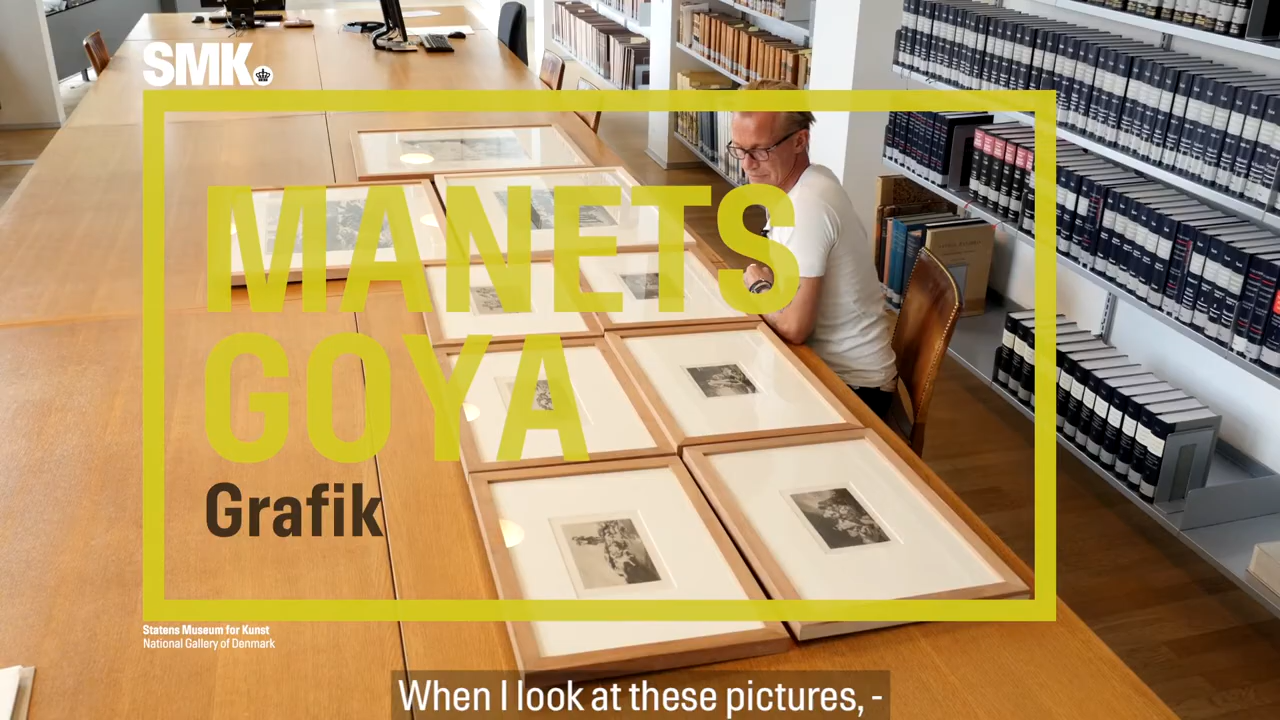 SMK.
MANETS
GOYA
Grafik
Statens Museum for Kunst
National Gallery of Denmark
When I look at these pictures, -